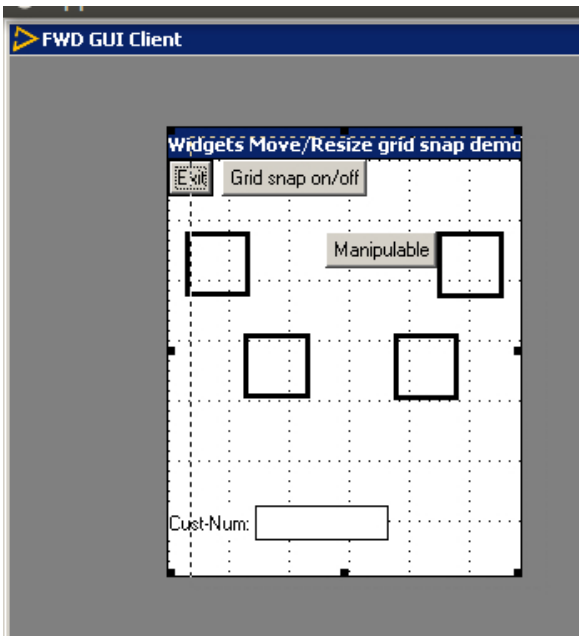 FWD GUI Client
Widgets Move/Resize grid snap demo
Exit Grid snap on/off
Manipulable
Cust-Num: